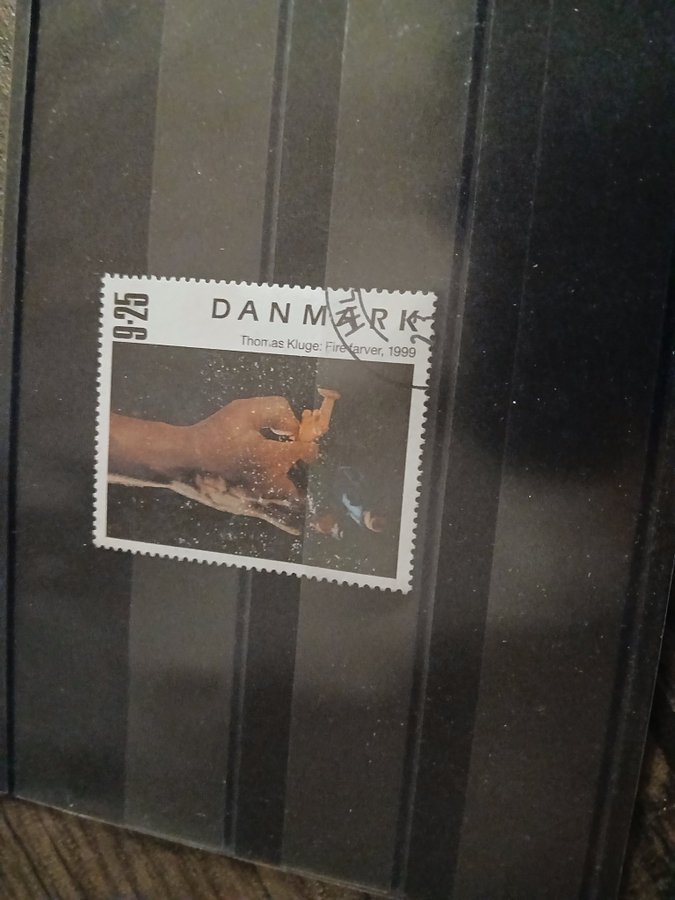 9.25
DANMARK
Thomas Kluge: Fire farver, 1999